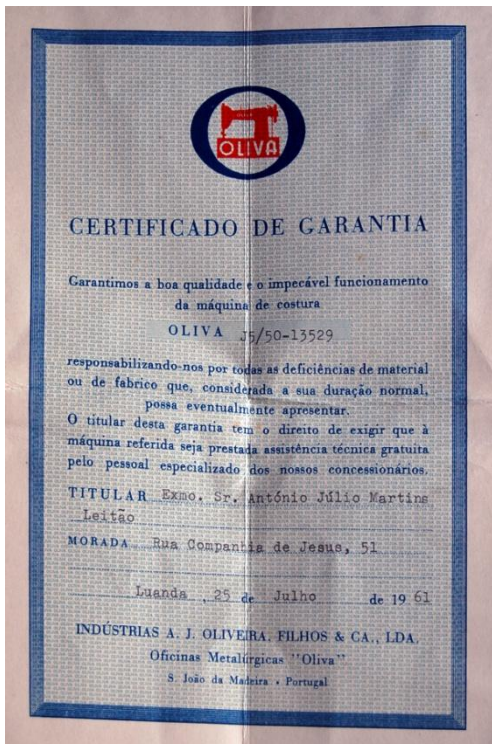 OLIVA
CERTIFICADO DE GARANTIA
Garantimos a boa qualidade e o impecável funcionamento
da máquina de costura
OLIVA J5/50-13529
responsabilizando-nos por todas as deficiências de material
ou de fabrico que, considerada a sua duração normal,
possa eventualmente apresentar.
O titular desta garantia tem o direito de exigir que à
máquina referida seja prestada assistência técnica gratuita
pelo pessoal especializado dos nossos concessionários.
TITULAR Exmo. Sr. António Júlio Martins
Leitão
MORADA Rua Companhia de Jesus, 51
Luanda , 25 de Julho de 19 61
INDÚSTRIAS A. J. OLIVEIRA, FILHOS & CA., LDA.
Oficinas Metalúrgicas "Oliva"
S. João da Madeira • Portugal